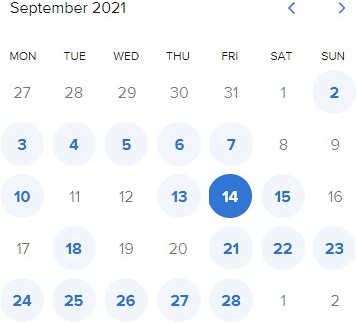 September 2021
MON TUE WED THU FRI SAT SUN
27 28 29 30 31 1 2
3 4 5 6 7 8 9
10 11 12 13 14 15 16
17 18 19 20 21 22 23
24 25 26 27 28 1 2